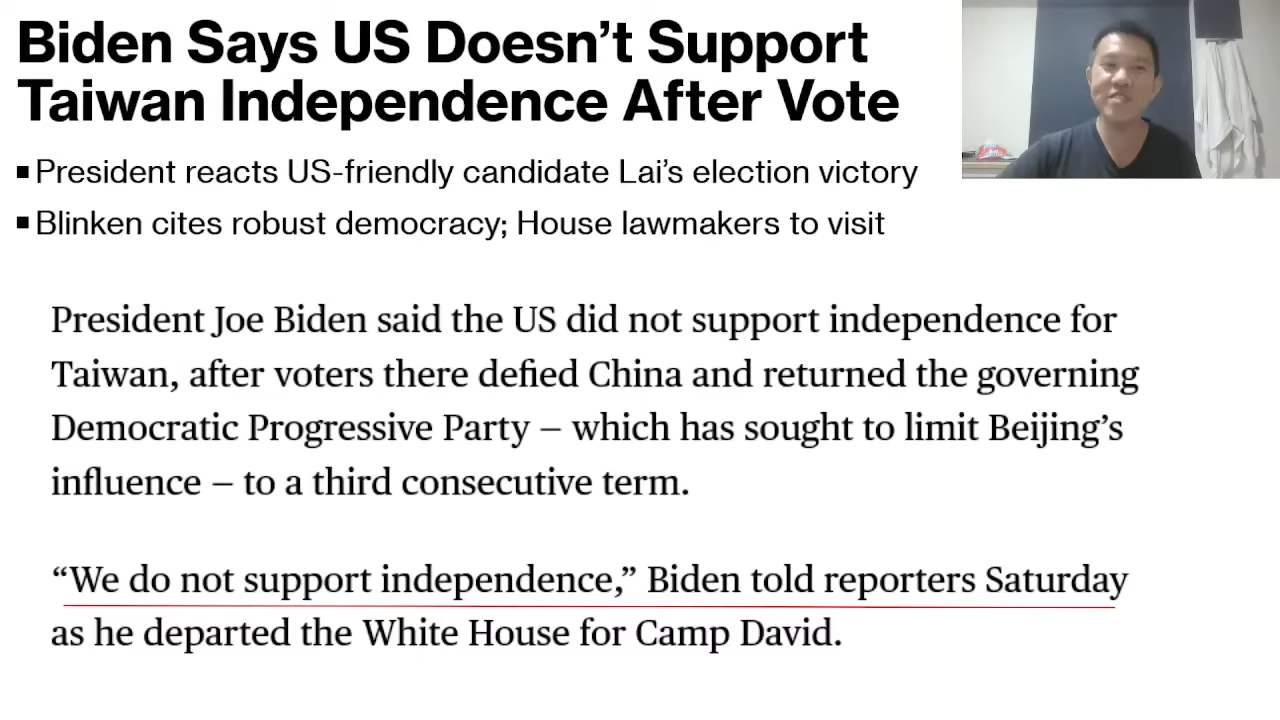 Biden Says US Doesn’t Support
Taiwan Independence After Vote
▪ President reacts US-friendly candidate Lai’s election victory
▪ Blinken cites robust democracy; House lawmakers to visit
President Joe Biden said the US did not support independence for
Taiwan, after voters there defied China and returned the governing
Democratic Progressive Party – which has sought to limit Beijing’s
influence – to a third consecutive term.
“We do not support independence,” Biden told reporters Saturday
as he departed the White House for Camp David.